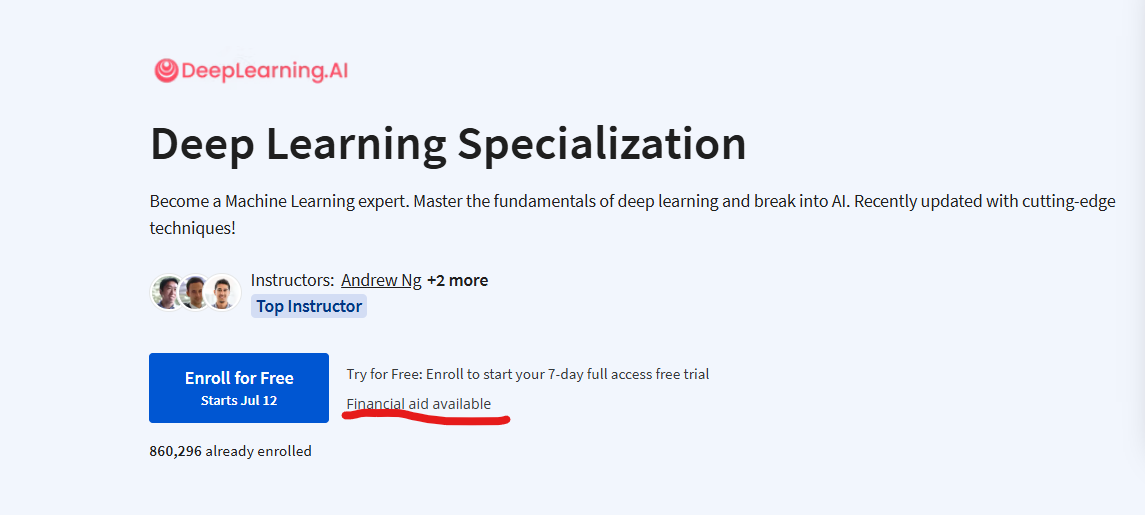 DeepLearning.AI
Deep Learning Specialization
Become a Machine Learning expert. Master the fundamentals of deep learning and break into AI. Recently updated with cutting-edge
techniques!
Instructors: Andrew Ng +2 more
Top Instructor
Enroll for Free
Starts Jul 12
Try for Free: Enroll to start your 7-day full access free trial
Financial aid available
860,296 already enrolled